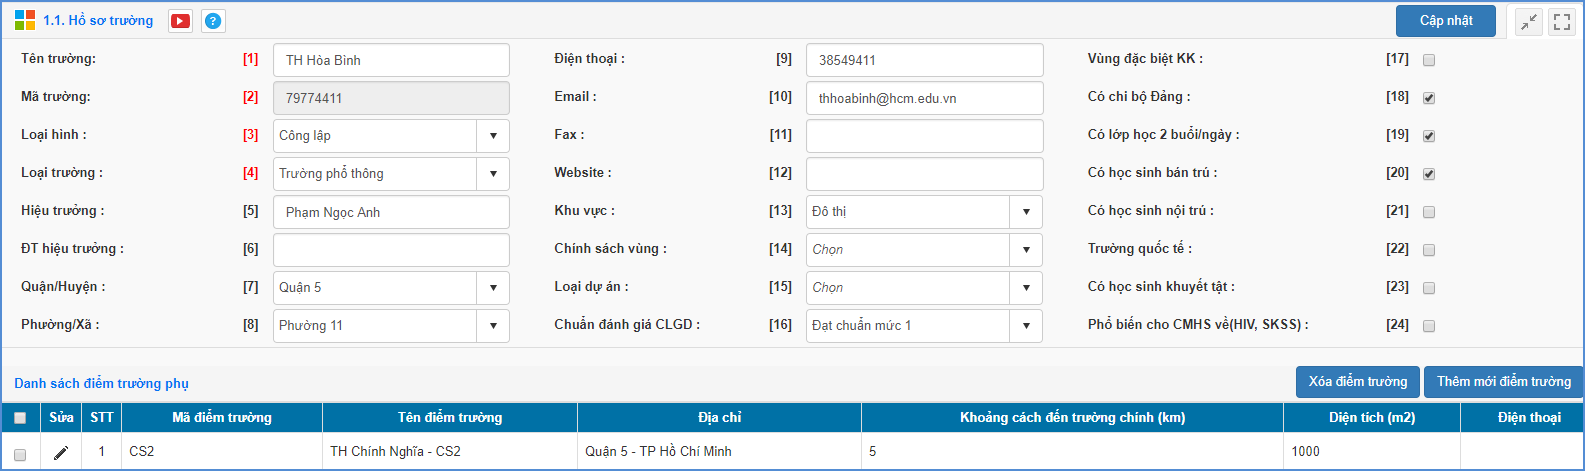 1.1. Hồ sơ trường ? Cập nhật
Tên trường: [1] TH Hòa Bình Điện thoại : [9] 38549411 Vùng đặc biệt KK : [17]
Mã trường: [2] 79774411 Email : [10] thhoabinh@hcm.edu.vn Có chi bộ Đảng : [18]
Loại hình : [3] Công lập Fax : [11] Có lớp học 2 buổi/ngày : [19]
Loại trường : [4] Trường phổ thông Website : [12] Có học sinh bán trú : [20]
Hiệu trưởng : [5] Phạm Ngọc Anh Khu vực : [13] Đô thị Có học sinh nội trú : [21]
ĐT hiệu trưởng : [6] Chính sách vùng : [14] Chọn Trường quốc tế : [22]
Quận/Huyện : [7] Quận 5 Loại dự án : [15] Chọn Có học sinh khuyết tật : [23]
Phường/Xã : [8] Phường 11 Chuẩn đánh giá CLGD : [16] Đạt chuẩn mức 1 Phổ biến cho CMHS về(HIV, SKSS) : [24]
Danh sách điểm trường phụ Xóa điểm trường Thêm mới điểm trường
Sửa STT Mã điểm trường Tên điểm trường Địa chỉ Khoảng cách đến trường chính (km) Diện tích (m2) Điện thoại
1 CS2 TH Chính Nghĩa - CS2 Quận 5 - TP Hồ Chí Minh 5 1000